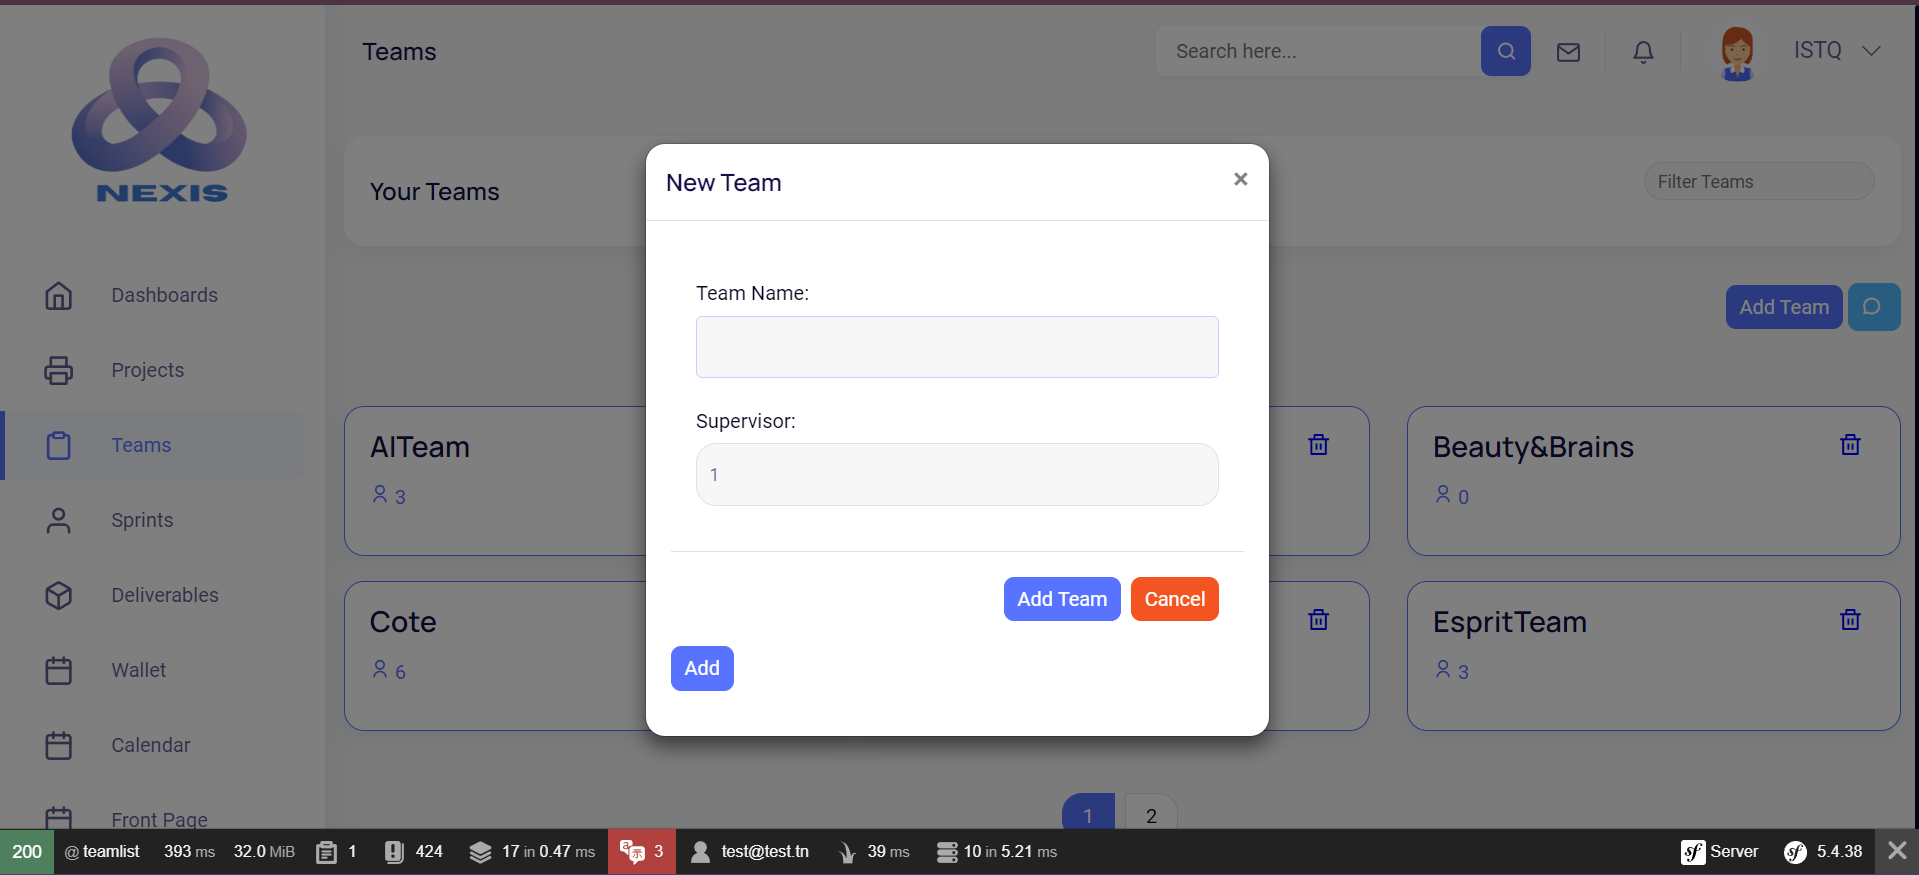 NEXIS
Teams
Search here...
ISTQ
Your Teams
Filter Teams
Dashboards
Projects
Teams
Sprints
Deliverables
Wallet
Calendar
Front Page
Add Team
AITeam
3
Beauty&Brains
0
Cote
6
EspritTeam
3
1
2
New Team
×
Team Name:
Supervisor:
1
Add Team
Cancel
Add
200 @ teamlist 393 ms 32.0 MiB 1 424 17 in 0.47 ms 3 test@test.tn 39 ms 10 in 5.21 ms sf Server sf 5.4.38